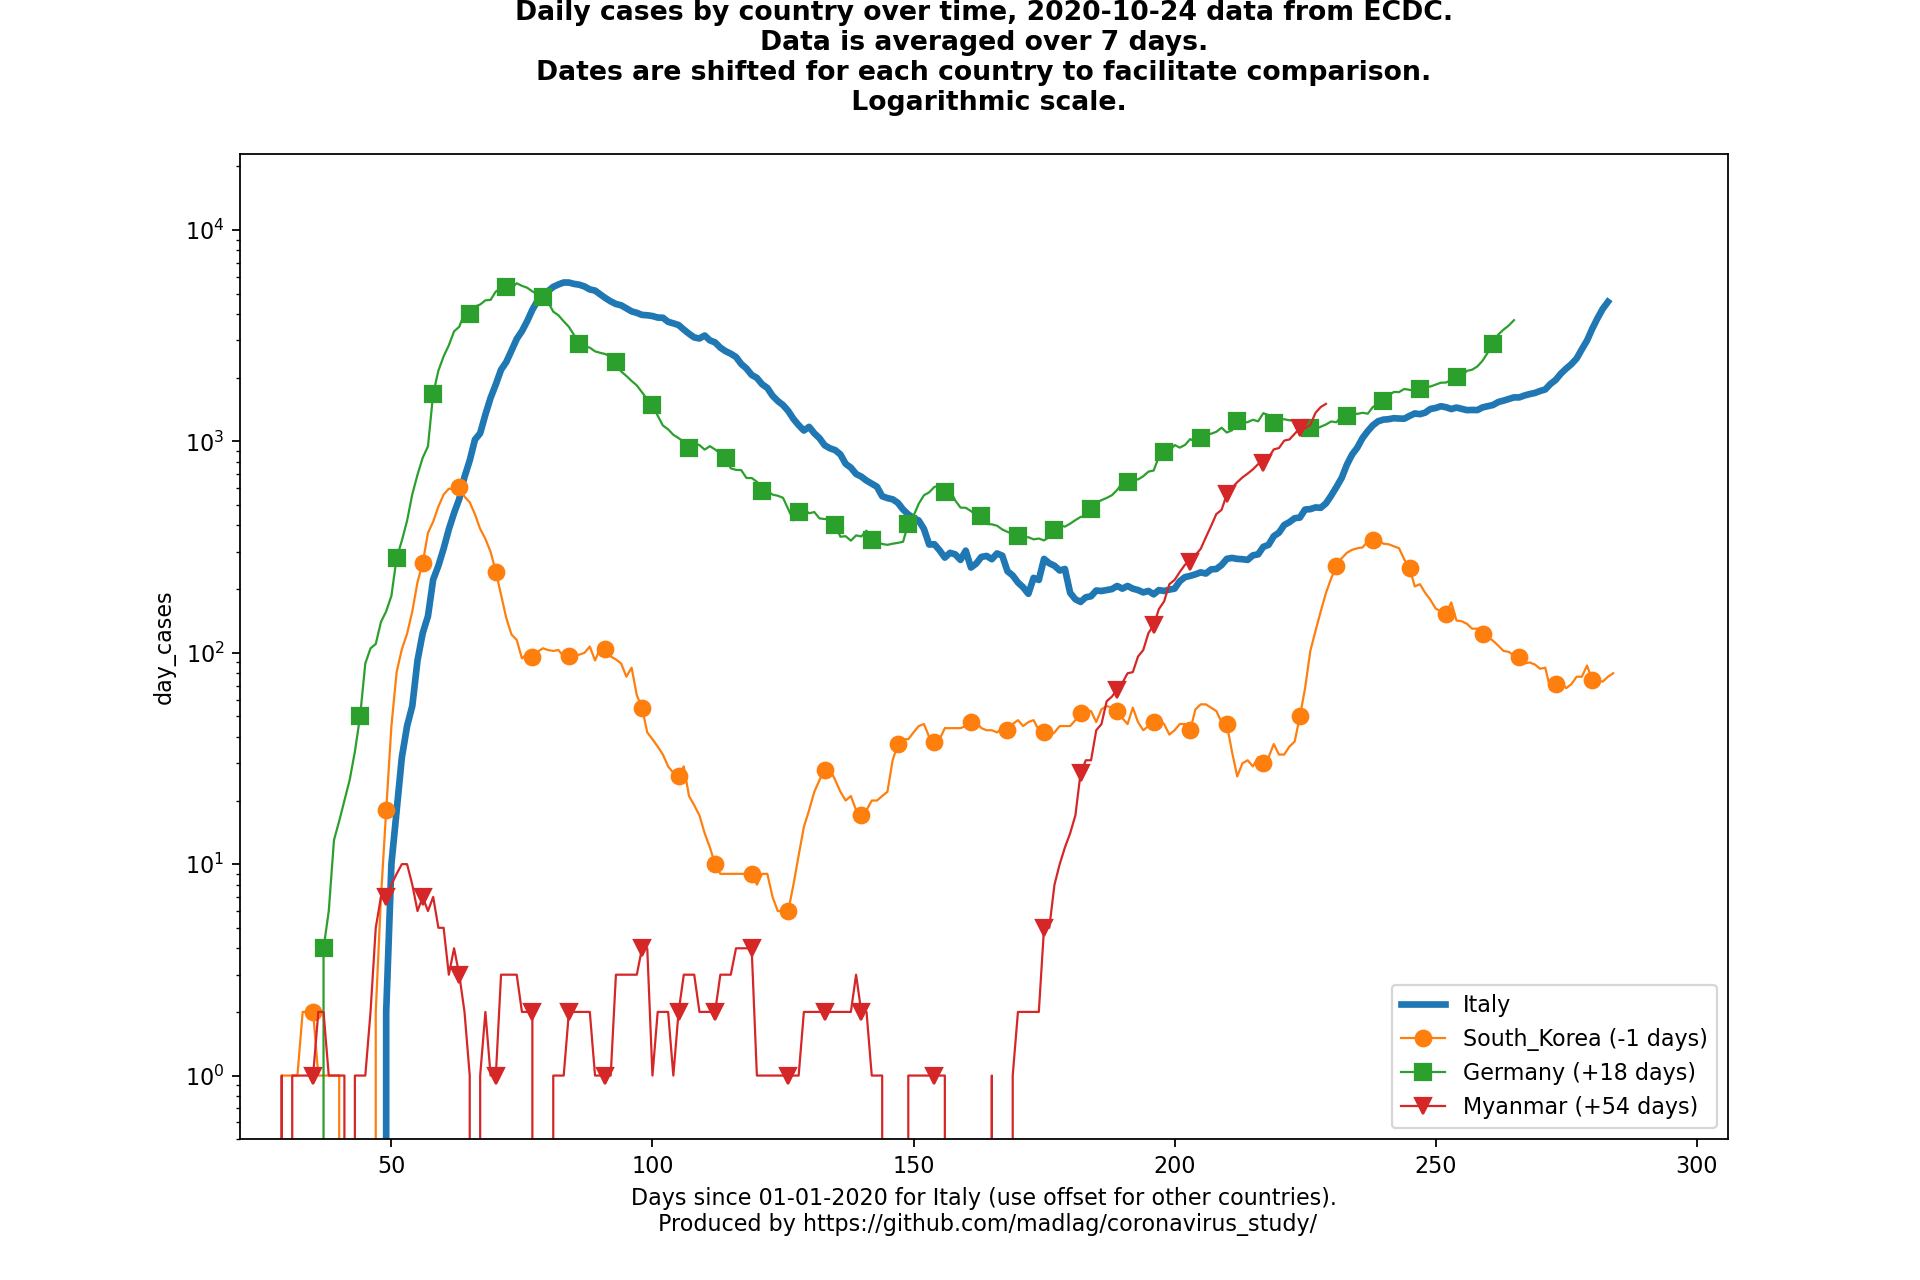 Daily cases by country over time, 2020-10-24 data from ECDC.
Data is averaged over 7 days.
Dates are shifted for each country to facilitate comparison.
Logarithmic scale.
10^4
10^3
10^2
10^1
10^0
day_cases
50 100 150 200 250 300
Days since 01-01-2020 for Italy (use offset for other countries).
Produced by https://github.com/madlag/coronavirus_study/
Italy
South_Korea (-1 days)
Germany (+18 days)
Myanmar (+54 days)